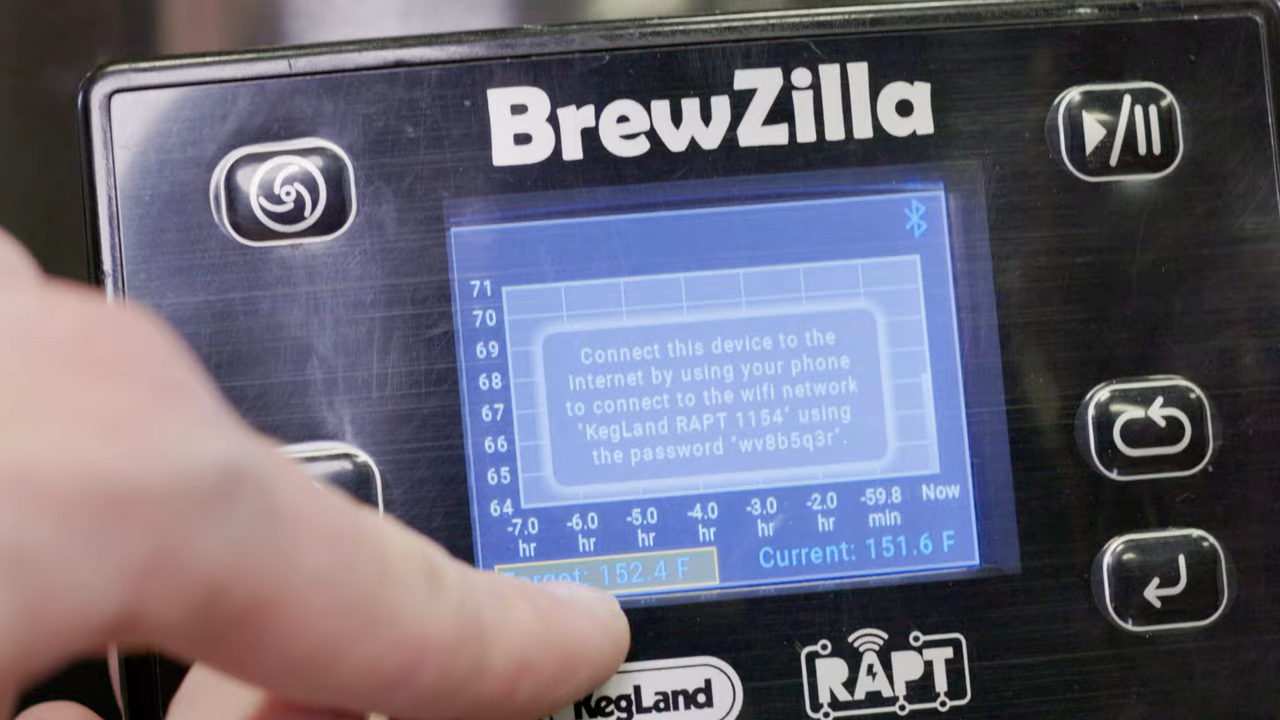 BrewZilla
71
70
69
68
67
66
65
64
Connect this device to the
Internet by using your phone
to connect to the wifi network
"KegLand RAPT 1154" using
the password "wv8b5q3r".
-7.0 hr
-6.0 hr
-5.0 hr
-4.0 hr
-3.0 hr
-2.0 hr
-59.8 min
Now
Target: 152.4 F
Current: 151.6 F
KegLand
RAPT